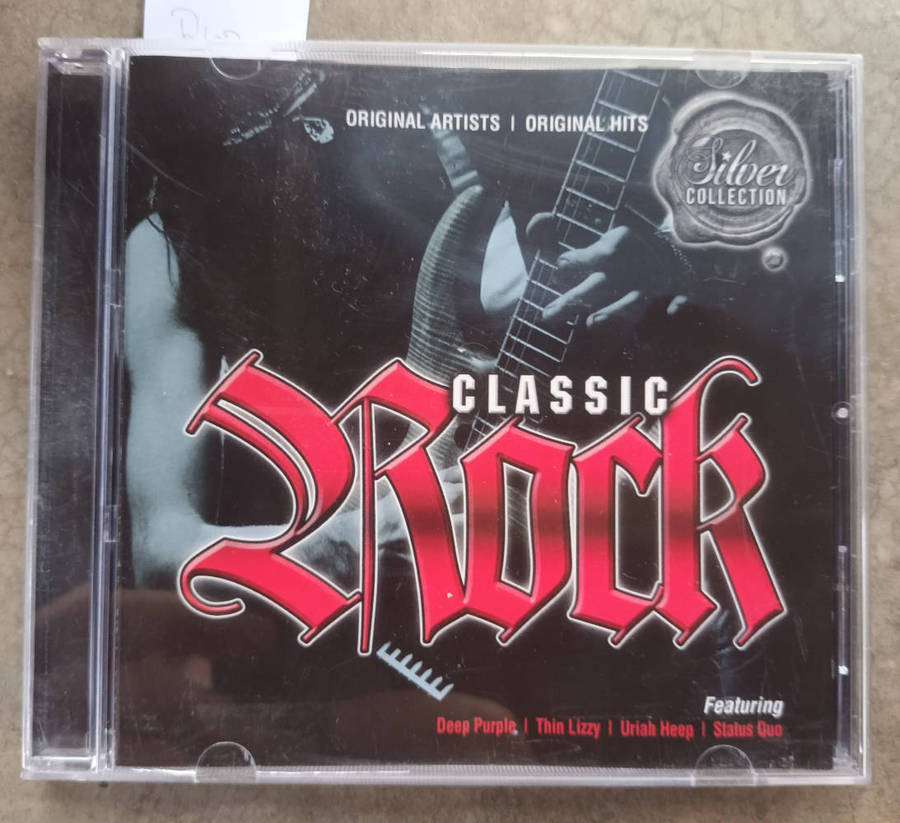 ORIGINAL ARTISTS | ORIGINAL HITS
Silver
COLLECTION
CLASSIC
Rock
Featuring
Deep Purple | Thin Lizzy | Uriah Heep | Status Quo